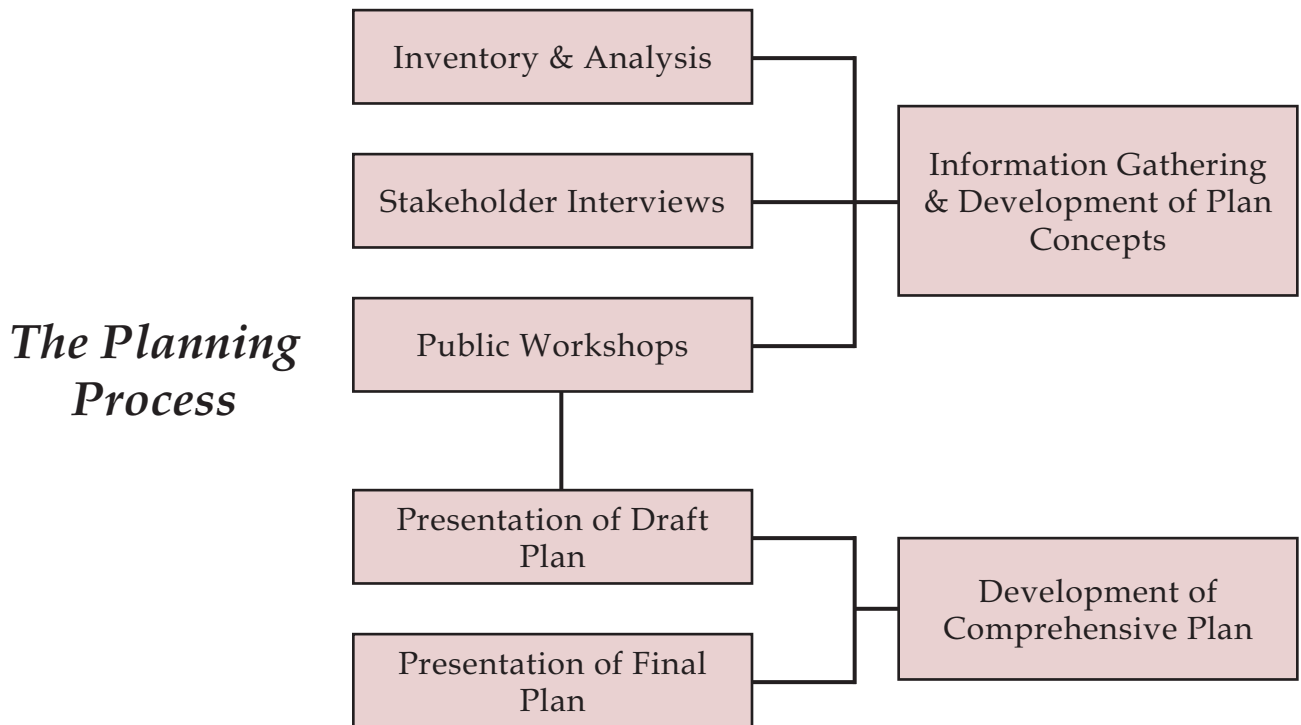 Inventory & Analysis
Stakeholder Interviews
Information Gathering
& Development of Plan
Concepts
The Planning
Process
Public Workshops
Presentation of Draft
Plan
Development of
Comprehensive Plan
Presentation of Final
Plan